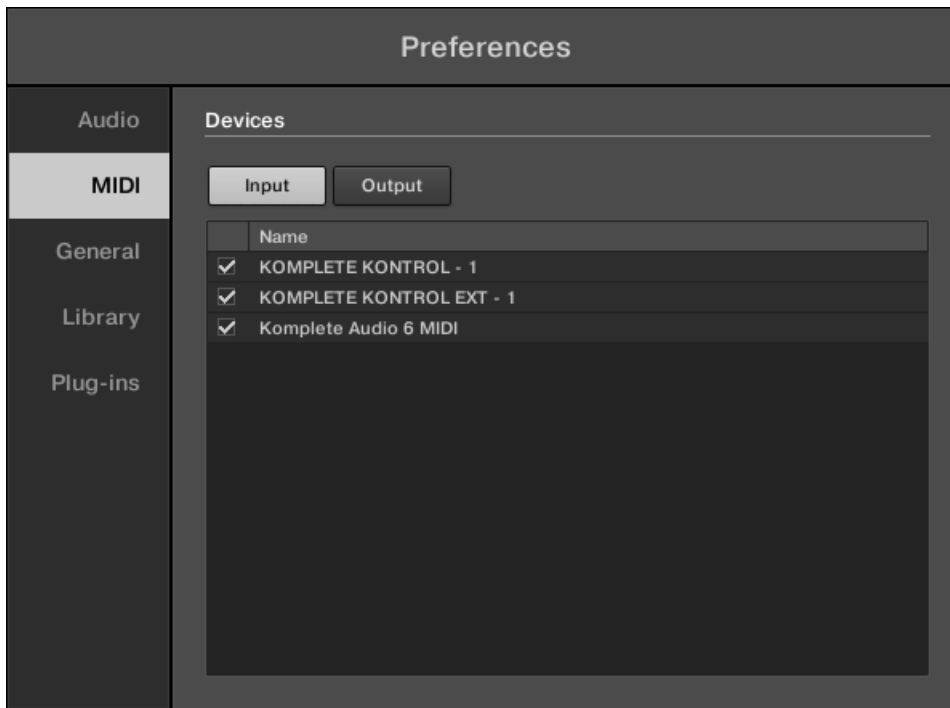 Preferences
Audio
MIDI
General
Library
Plug-ins
Devices
Input Output
Name
KOMPLETE KONTROL - 1
KOMPLETE KONTROL EXT - 1
Komplete Audio 6 MIDI